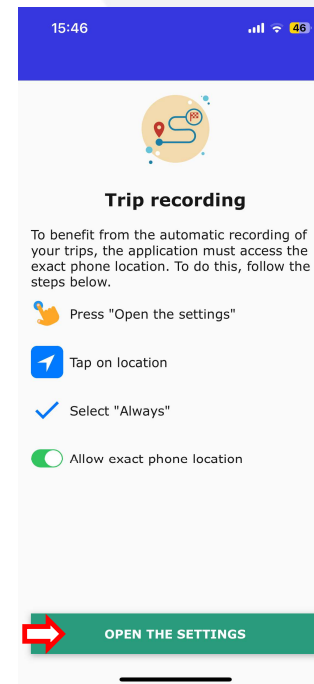 15:46
46
Trip recording
To benefit from the automatic recording of
your trips, the application must access the
exact phone location. To do this, follow the
steps below.
Press "Open the settings"
Tap on location
Select "Always"
Allow exact phone location
OPEN THE SETTINGS